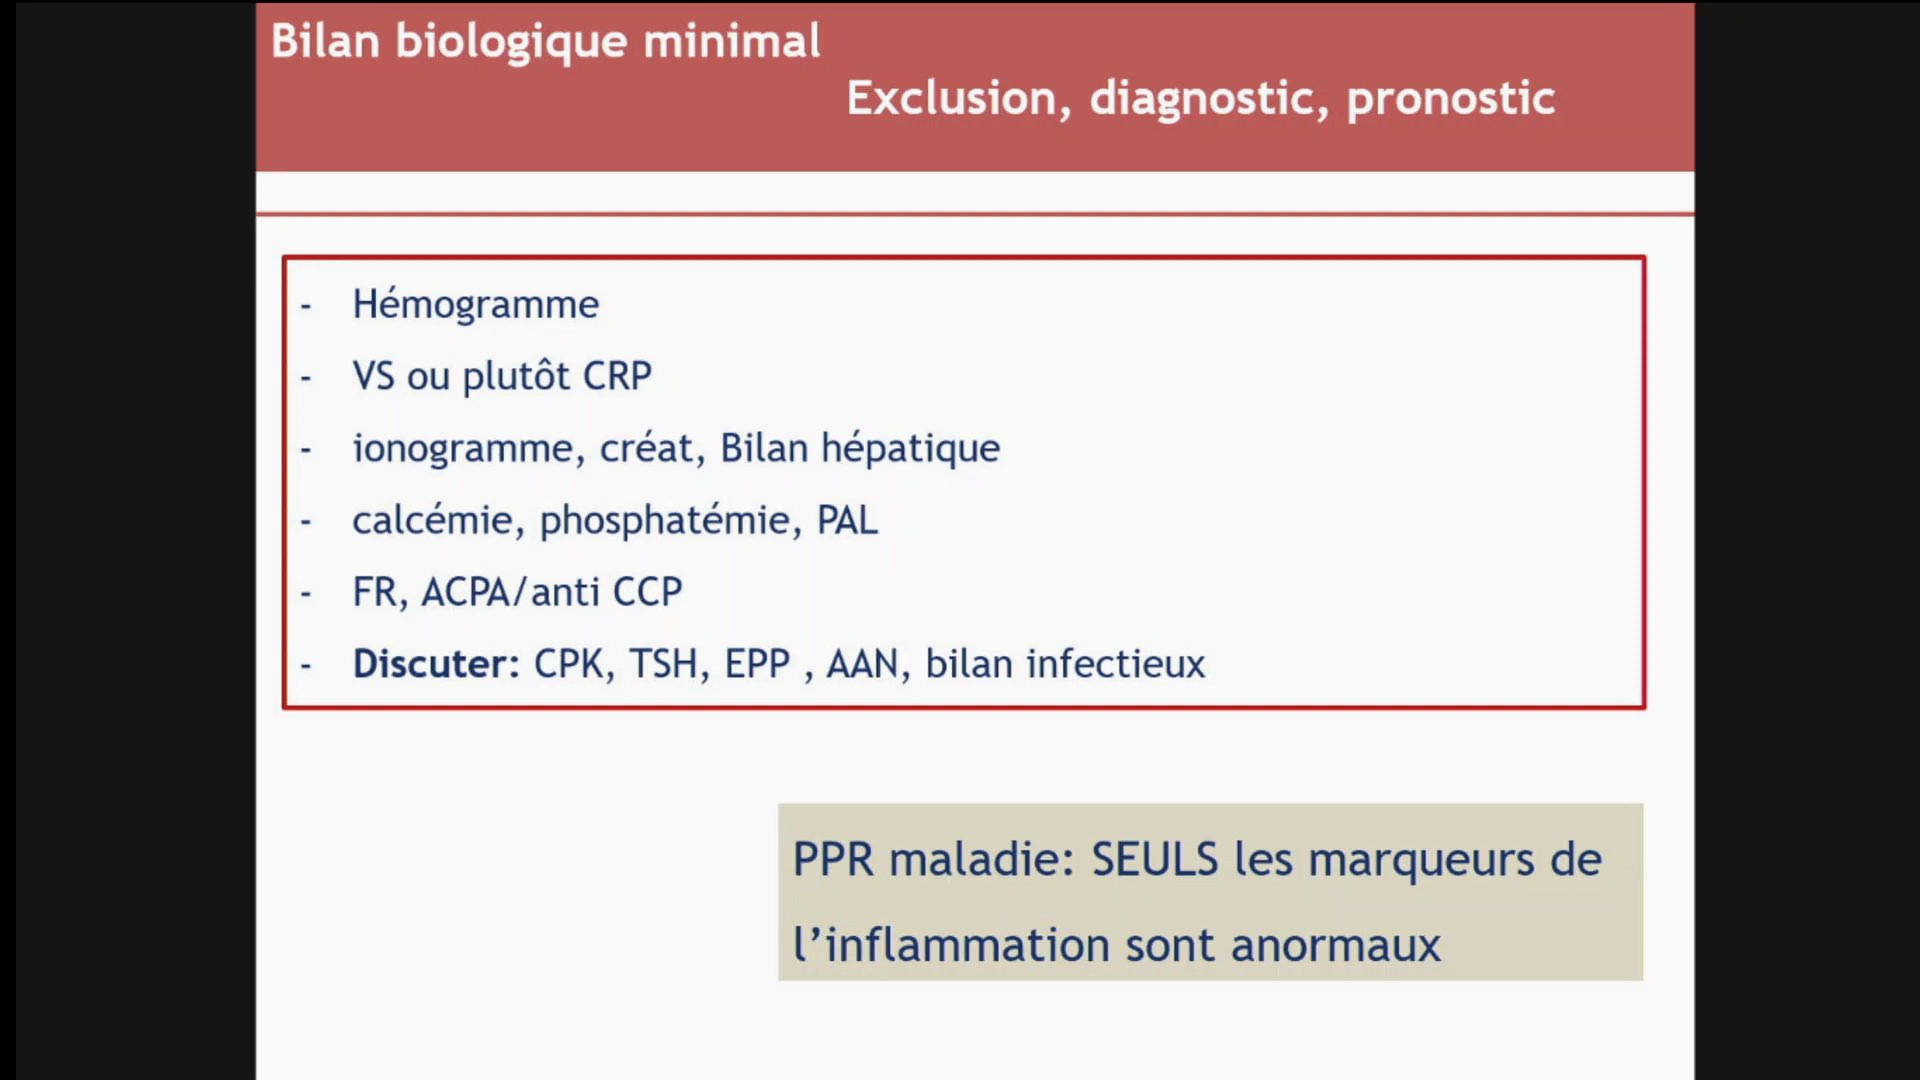 Bilan biologique minimal
Exclusion, diagnostic, pronostic
- Hémogramme
- VS ou plutôt CRP
- ionogramme, créat, Bilan hépatique
- calcémie, phosphatémie, PAL
- FR, ACPA/anti CCP
- Discuter: CPK, TSH, EPP , AAN, bilan infectieux
PPR maladie: SEULS les marqueurs de
l’inflammation sont anormaux